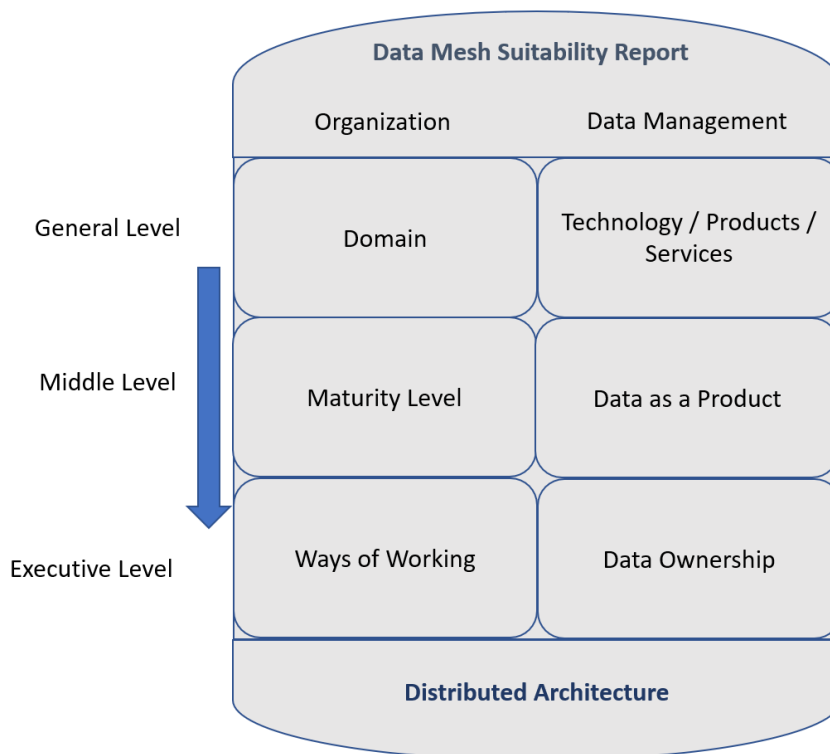 Data Mesh Suitability Report
Organization
Data Management
General Level
Domain
Technology / Products /
Services
Middle Level
Maturity Level
Data as a Product
Executive Level
Ways of Working
Data Ownership
Distributed Architecture